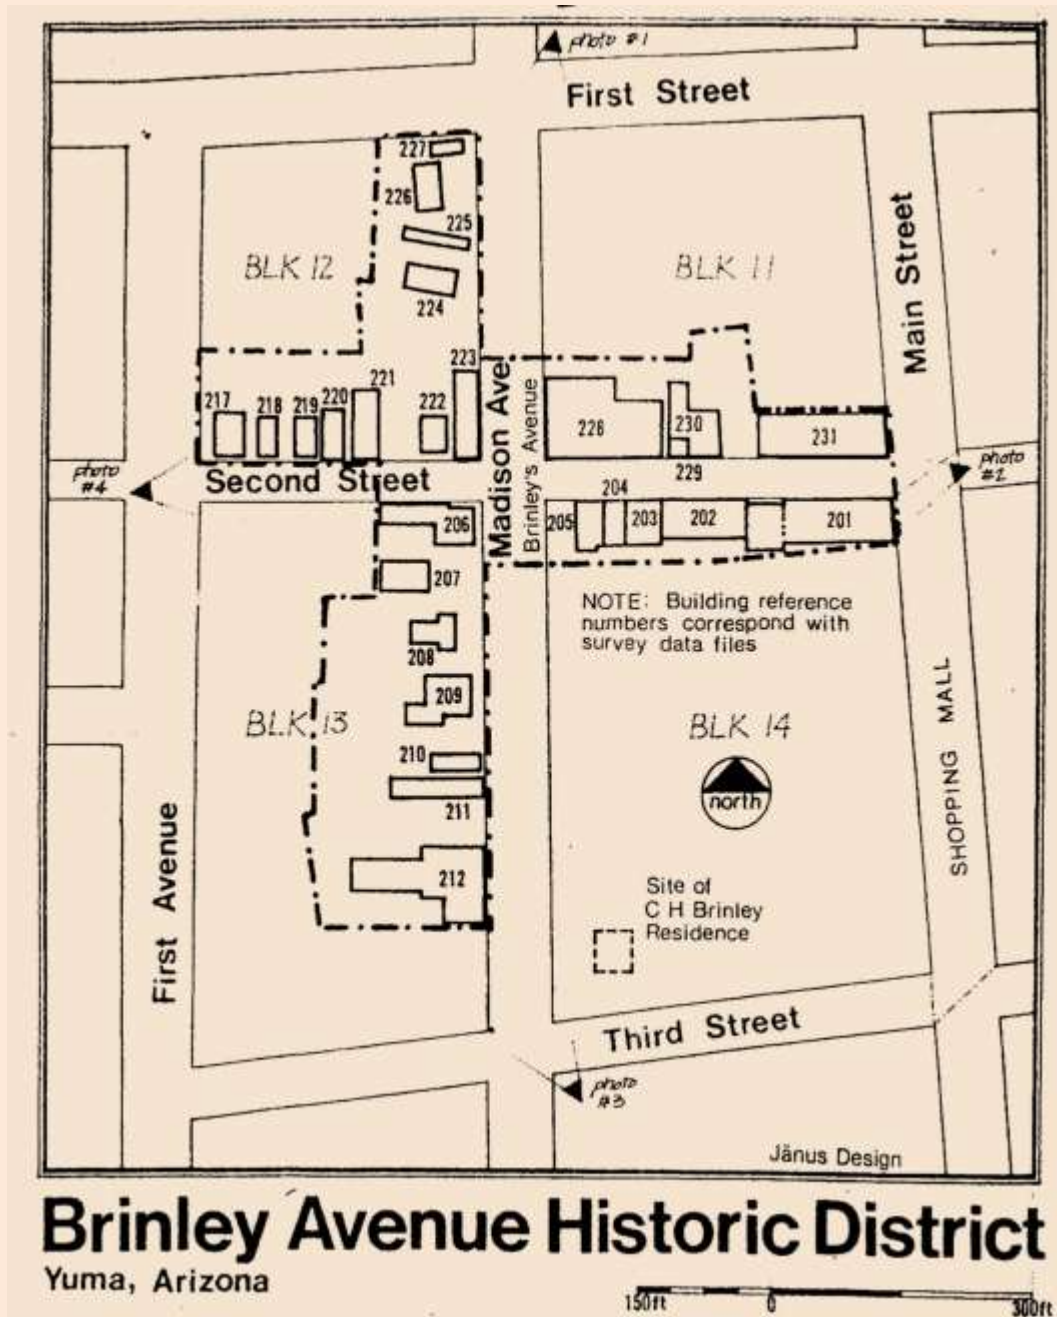 photo #1
First Street
227
226
225
BLK 12
BLK 11
224
Main Street
223
221
220
217
218
219
222
Madison Ave
Brinley's Avenue
228
230
231
photo
#4
Second Street
229
photo
#2
204
205
203
202
201
206
207
NOTE: Building reference
numbers correspond with
survey data files
208
209
BLK 13
BLK 14
210
north
211
SHOPPING MALL
212
First Avenue
Site of
C H Brinley
Residence
Third Street
photo
#3
Jänus Design
Brinley Avenue Historic District
Yuma, Arizona
150ft
0
300ft